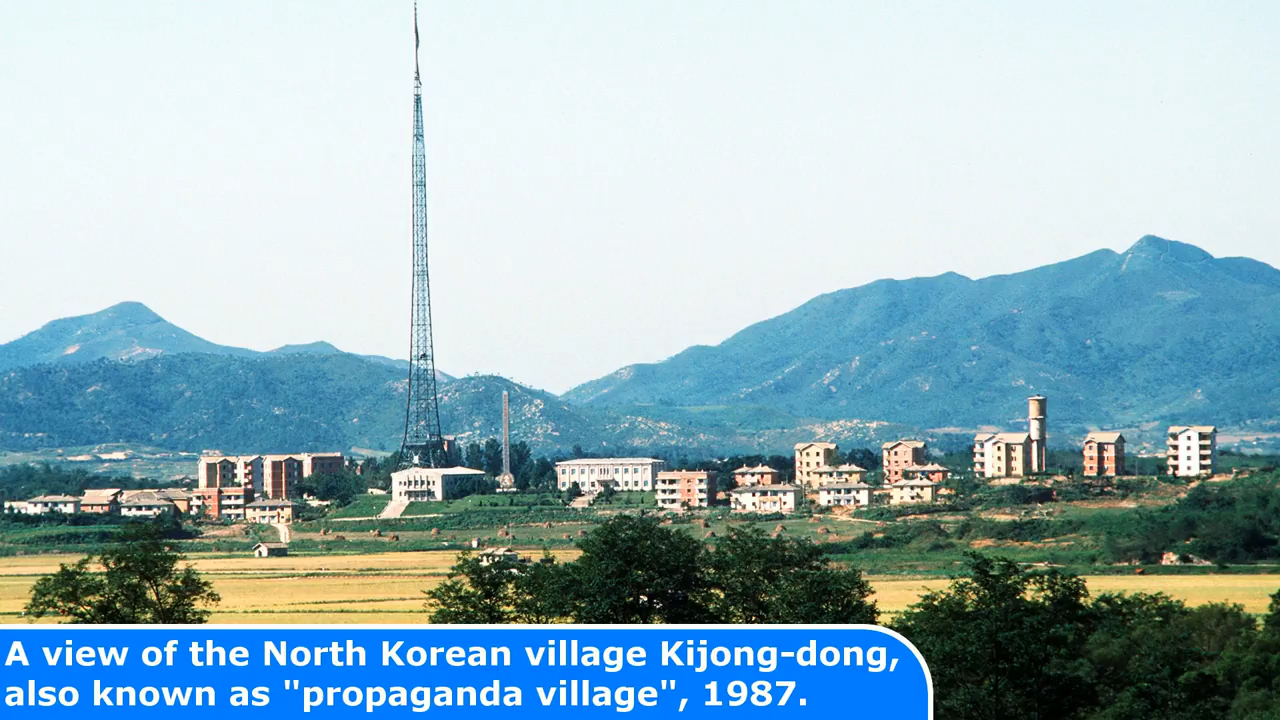 A view of the North Korean village Kijong-dong,
also known as "propaganda village", 1987.